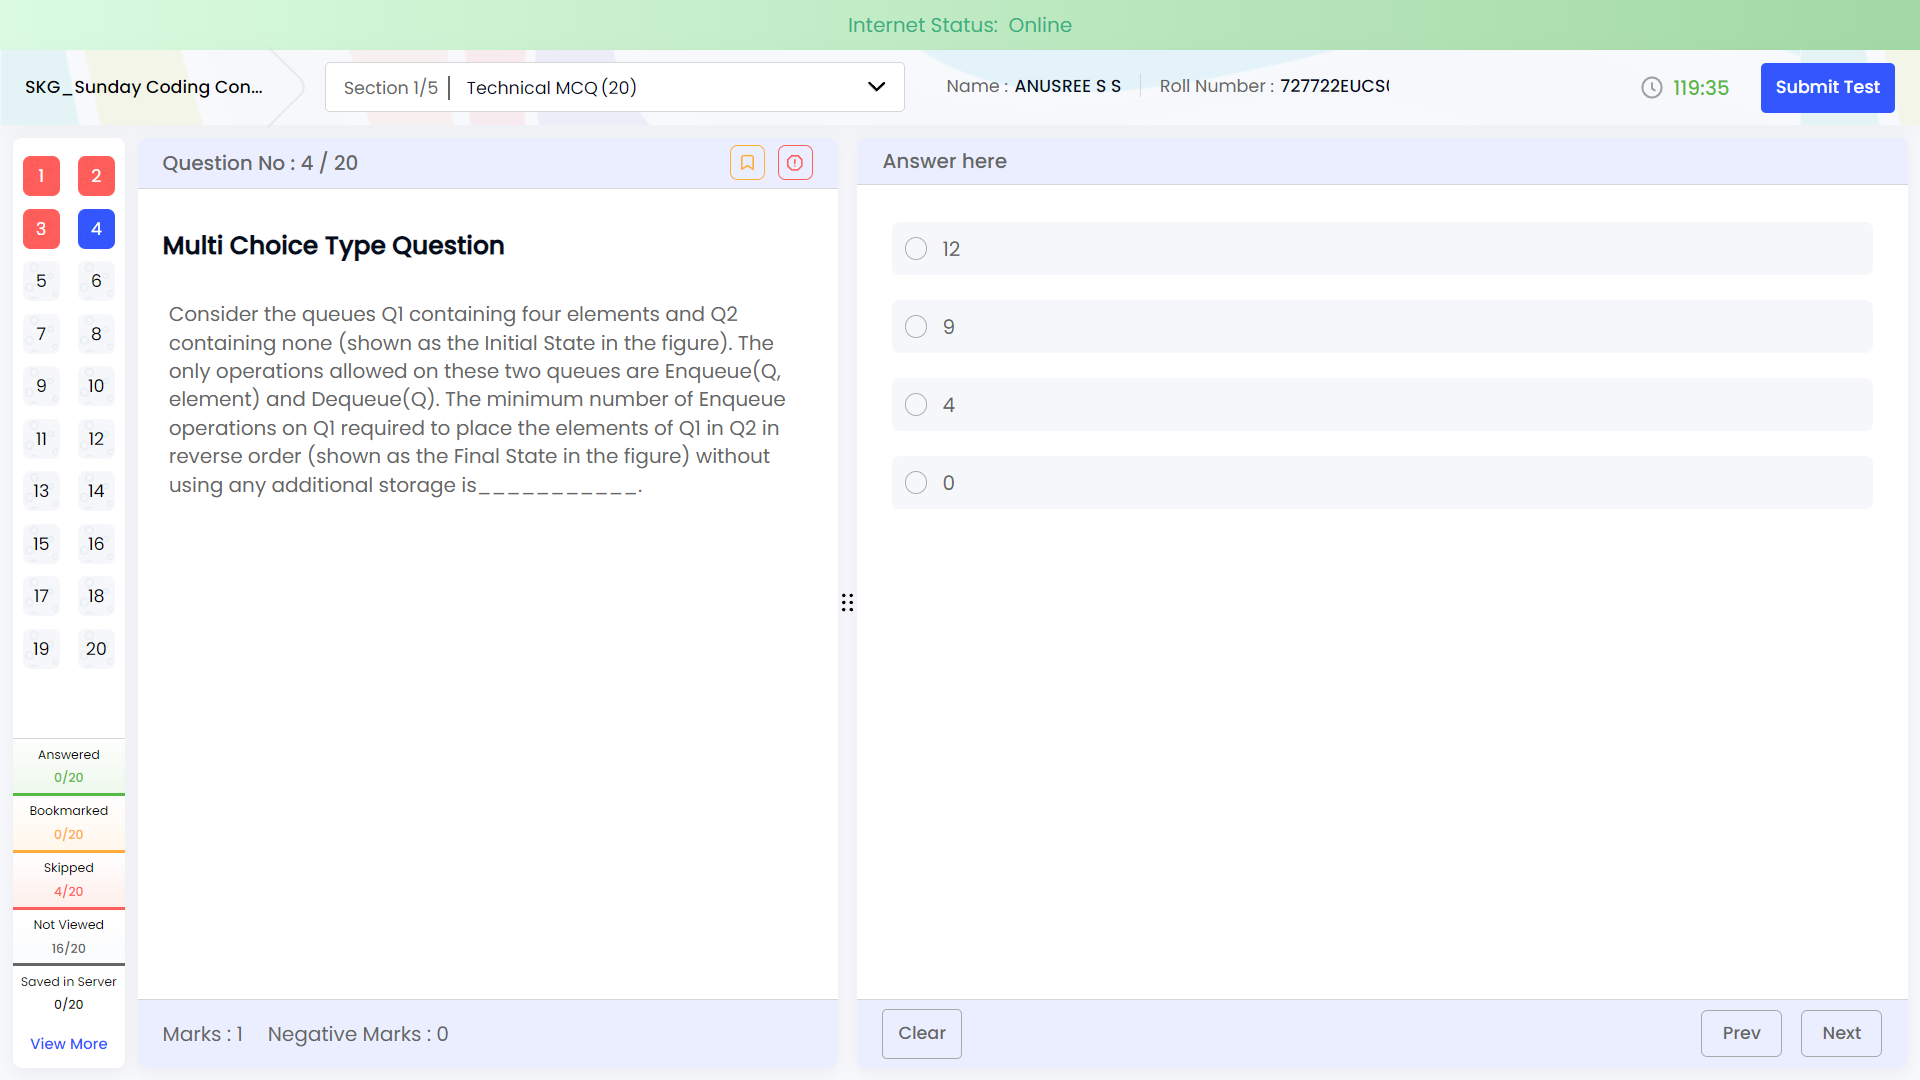 Internet Status: Online
SKG_Sunday Coding Con...
Section 1/5 | Technical MCQ (20)
Name : ANUSREE S S
Roll Number : 727722EUCS
119:35
Submit Test
1 2
3 4
5 6
7 8
9 10
11 12
13 14
15 16
17 18
19 20
Answered
0/20
Bookmarked
0/20
Skipped
4/20
Not Viewed
16/20
Saved in Server
0/20
View More
Question No : 4 / 20
Multi Choice Type Question
Consider the queues Q1 containing four elements and Q2
containing none (shown as the Initial State in the figure). The
only operations allowed on these two queues are Enqueue(Q,
element) and Dequeue(Q). The minimum number of Enqueue
operations on Q1 required to place the elements of Q1 in Q2 in
reverse order (shown as the Final State in the figure) without
using any additional storage is___________.
Marks : 1 Negative Marks : 0
Answer here
12
9
4
0
Clear
Prev
Next